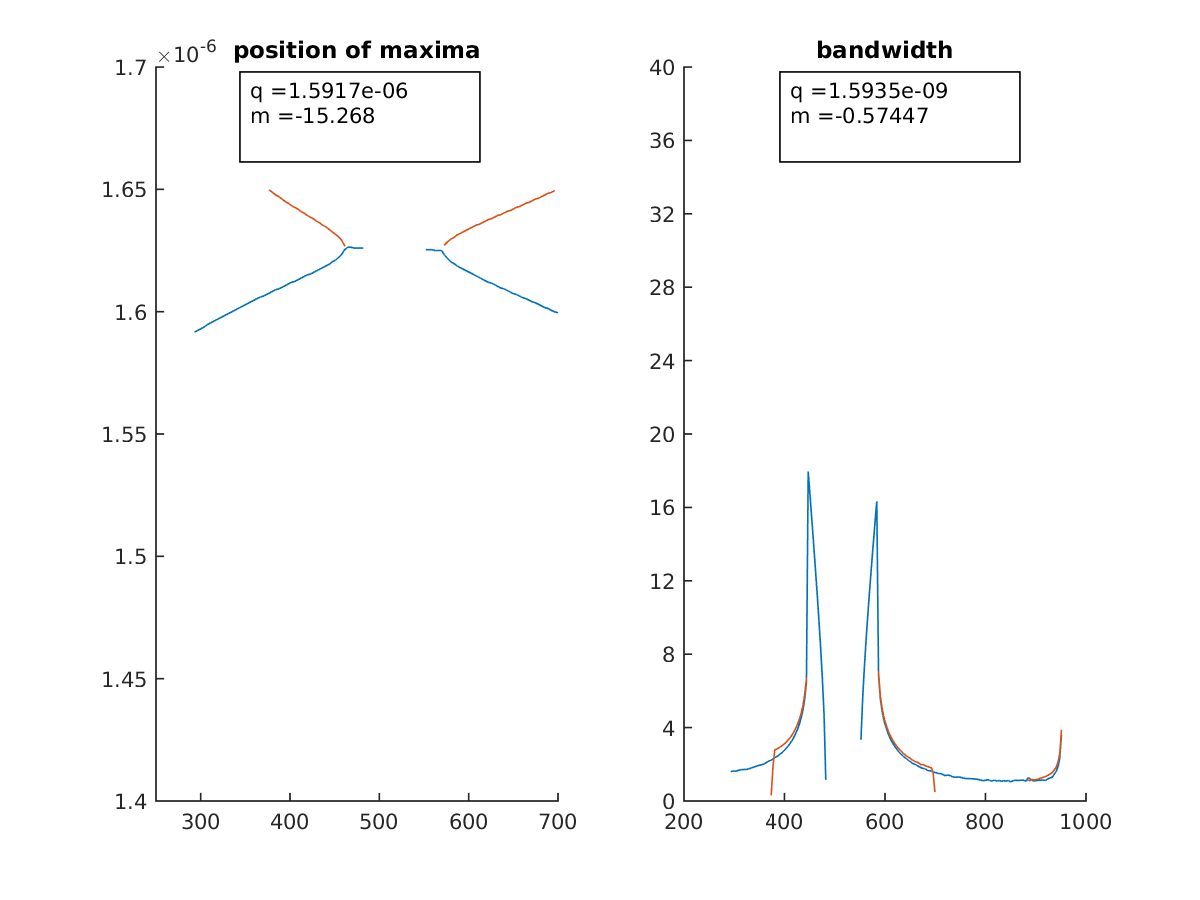 ×10-6
position of maxima
q =1.5917e-06
m =-15.268
1.7
1.65
1.6
1.55
1.5
1.45
1.4
300 400 500 600 700
bandwidth
q =1.5935e-09
m =-0.57447
40
36
32
28
24
20
16
12
8
4
0
200 400 600 800 1000